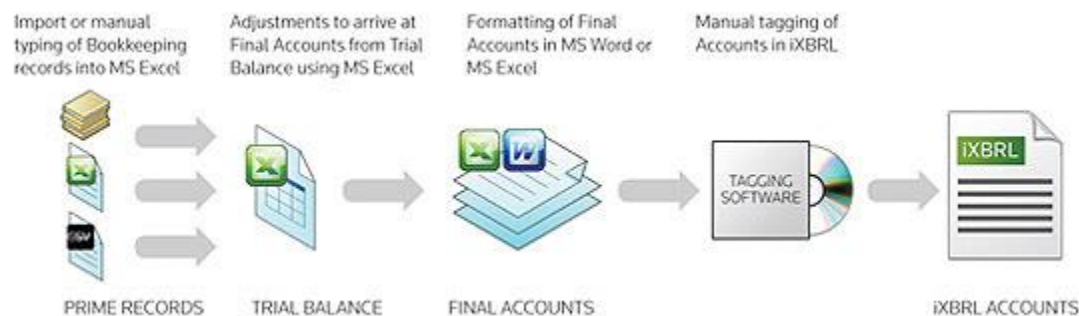 Import or manual
typing of Bookkeeping
records into MS Excel
Adjustments to arrive at
Final Accounts from Trial
Balance using MS Excel
Formatting of Final
Accounts in MS Word or
MS Excel
Manual tagging of
Accounts in iXBRL
TAGGING
SOFTWARE
iXBRL
PRIME RECORDS
TRIAL BALANCE
FINAL ACCOUNTS
iXBRL ACCOUNTS